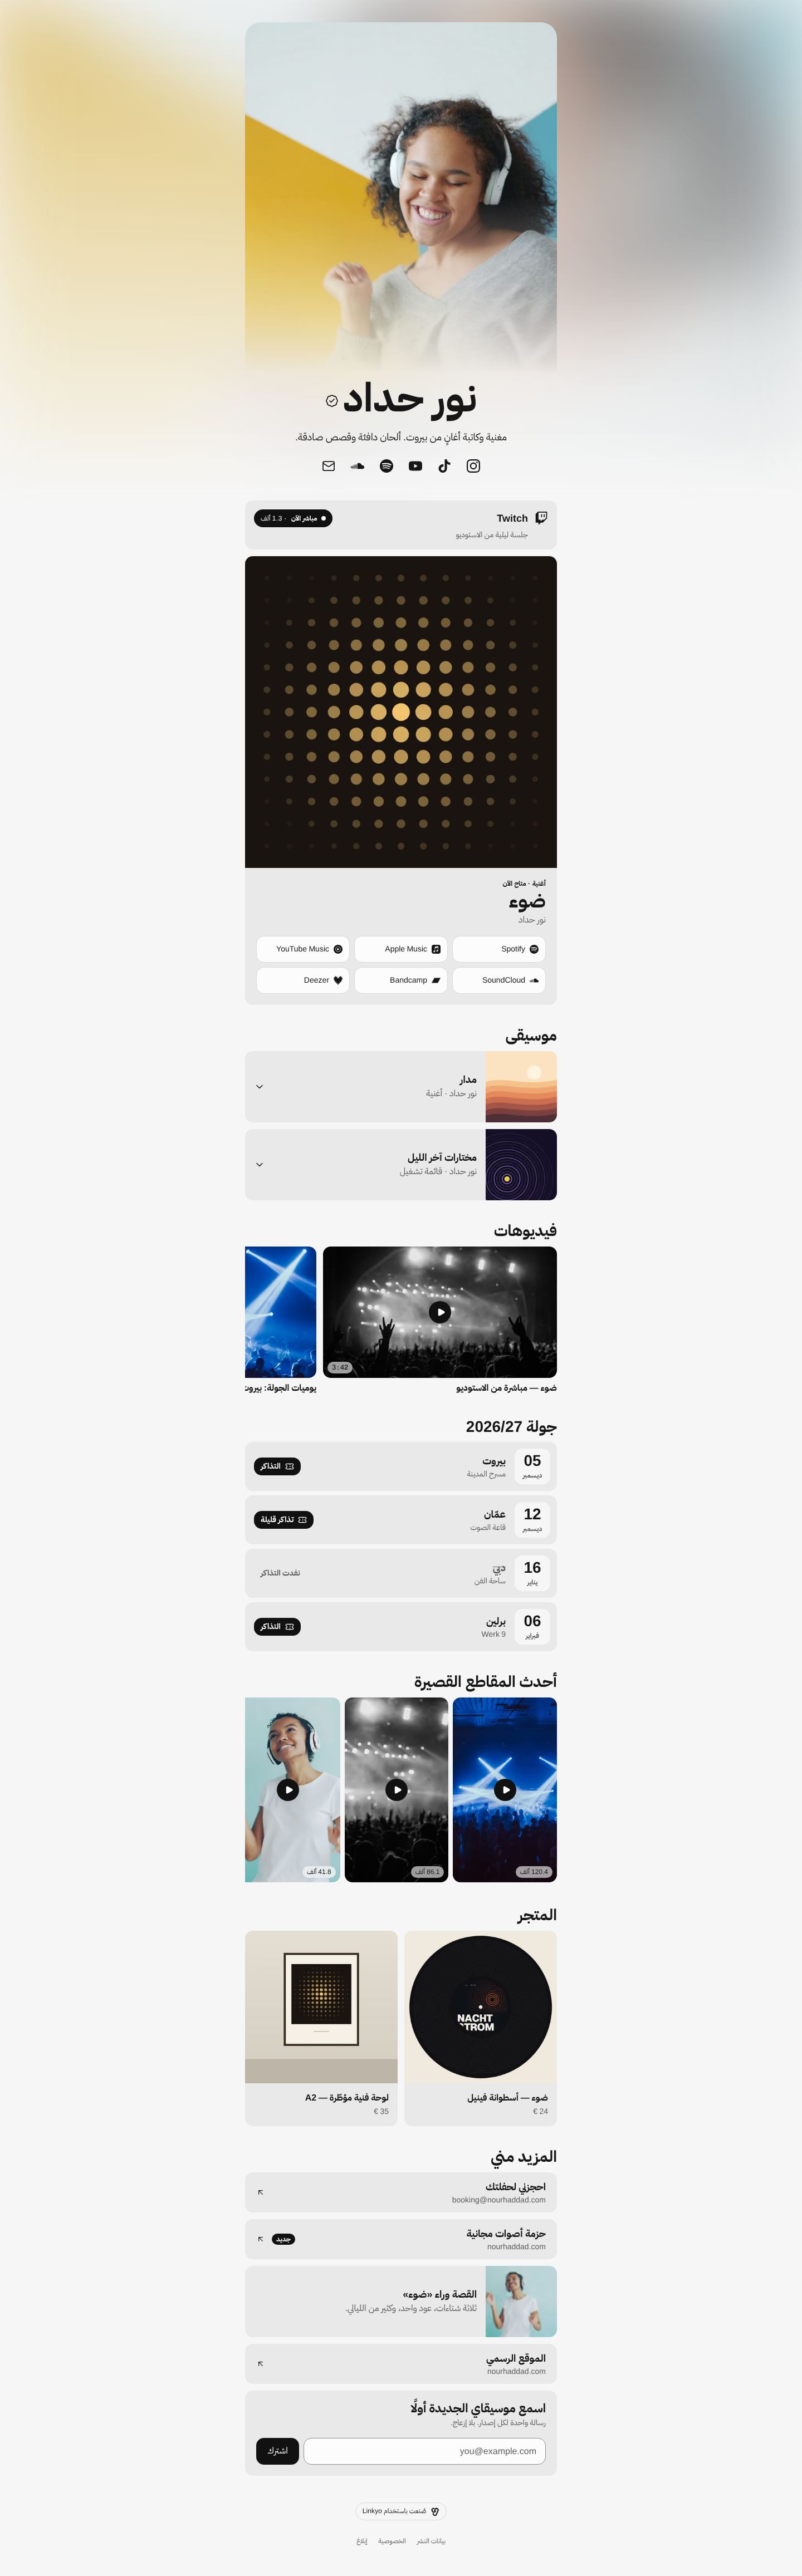 نور حداد
مغنية وكاتبة أغانٍ من بيروت. ألحان دافئة وقصص صادقة.
Twitch
مباشر الآن · 1.3 ألف
جلسة ليلية من الاستوديو
أغنية · متاح الآن
ضوء
نور حداد
Spotify
Apple Music
YouTube Music
SoundCloud
Bandcamp
Deezer
موسيقى
مدار
نور حداد · أغنية
مختارات آخر الليل
نور حداد · قائمة تشغيل
فيديوهات
3:42
ضوء — مباشرة من الاستوديو
يوميات الجولة: بيروت
جولة 2026/27
05
ديسمبر
بيروت
مسرح المدينة
التذاكر
12
ديسمبر
عمّان
قاعة الصوت
تذاكر قليلة
16
يناير
دبي
ساحة الفن
نفدت التذاكر
06
فبراير
برلين
Werk 9
التذاكر
أحدث المقاطع القصيرة
120.4 ألف
86.1 ألف
41.8 ألف
المتجر
NACHT
STROM
ضوء — أسطوانة فينيل
24 €
لوحة فنية مؤطّرة — A2
35 €
المزيد مني
احجزني لحفلتك
booking@nourhaddad.com
حزمة أصوات مجانية
nourhaddad.com
جديد
القصة وراء «ضوء»
ثلاثة شتاءات، عود واحد، وكثير من الليالي.
الموقع الرسمي
nourhaddad.com
اسمع موسيقاي الجديدة أولًا
رسالة واحدة لكل إصدار. بلا إزعاج.
you@example.com
اشترك
صُنعت باستخدام Linkyo
بيانات النشر
الخصوصية
إبلاغ